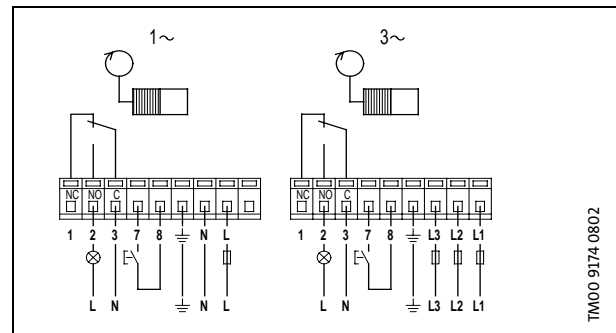 1~ 3~
NC NO C NC NO C
1 2 3 7 8 N L 1 2 3 7 8 L3 L2 L1
L N N L L N L3 L2 L1
TM00 9174 0802